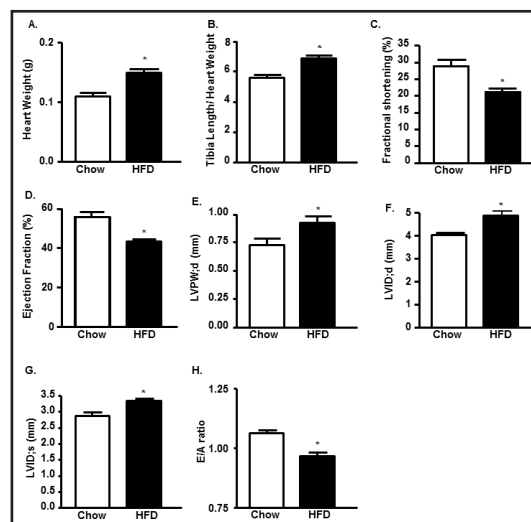 A.
Heart Weight (g)
0.2
0.1
0.0
*
Chow HFD
B.
Tibia Length/ Heart Weight
8
6
4
2
0
*
Chow HFD
C.
Fractional shortening (%)
35
30
25
20
15
10
5
0
*
Chow HFD
D.
Ejection Fraction (%)
60
40
20
0
*
Chow HFD
E.
LVPW;d (mm)
1.00
0.75
0.50
0.25
0.00
*
Chow HFD
F.
LVID;d (mm)
5
4
3
2
1
0
*
Chow HFD
G.
LVID;s (mm)
3.5
3.0
2.5
2.0
1.5
1.0
0.5
0.0
*
Chow HFD
H.
E/A ratio
1.25
1.00
0.75
*
Chow HFD